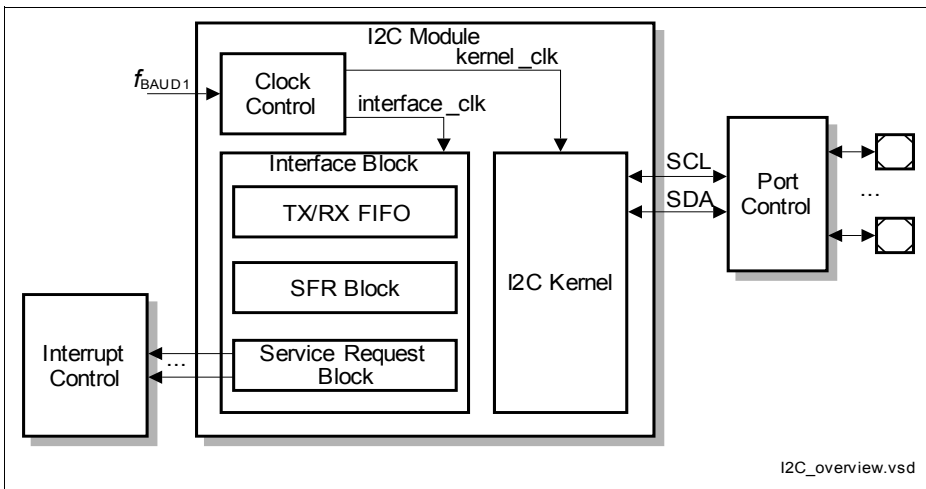 I2C Module
kernel_clk
fBAUD1
Clock
Control
interface_clk
Interface Block
TX/RX FIFO
SFR Block
Service Request
Block
I2C Kernel
SCL
SDA
Port
Control
...
Interrupt
Control
...
I2C_overview.vsd